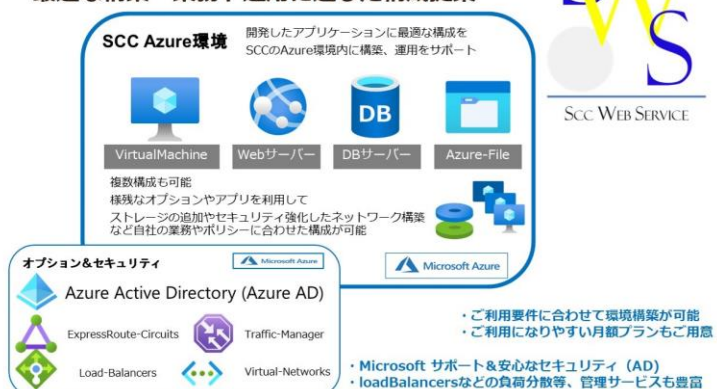 SCC Azure環境
開発したアプリケーションに最適な構成を
SCCのAzure環境内に構築、運用をサポート
DB
VirtualMachine
Webサーバー
DBサーバー
Azure-File
複数構成も可能
様残なオプションやアプリを利用して
ストレージの追加やセキュリティ強化したネットワーク構築
など自社の業務やポリシーに合わせた構成が可能
Microsoft Azure
WS
SCC WEB SERVICE
オプション&セキュリティ
Microsoft Azure
Azure Active Directory (Azure AD)
ExpressRoute-Circuits
Traffic-Manager
Load-Balancers
Virtual-Networks
・ご利用要件に合わせて環境構築が可能
・ご利用になりやすい月額プランもご用意
・Microsoft サポート&安心なセキュリティ（AD）
・loadBalancersなどの負荷分散等、管理サービスも豊富